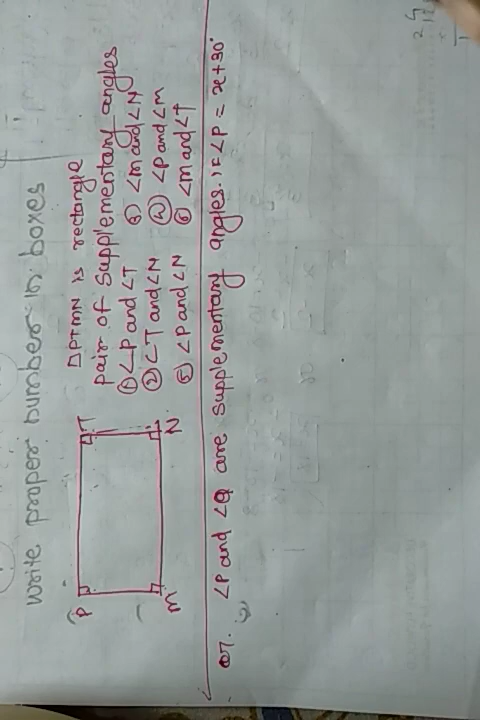 Write proper number in boxes
P T
M N
□PTMN is rectangle
pair of supplementary angles
① ∠P and ∠T ③ ∠M and ∠N
② ∠T and ∠N ④ ∠P and ∠M
⑤ ∠P and ∠N ⑥ ∠M and ∠T
Q7. ∠P and ∠Q are supplementary angles. IF ∠P = x+30°